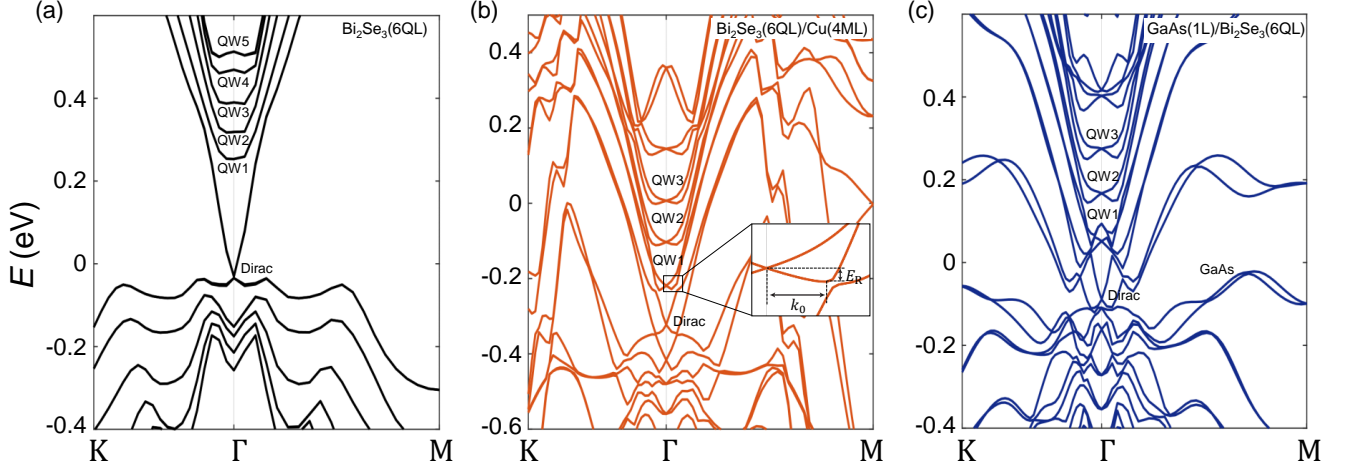 (a)
Bi₂Se₃(6QL)
E (eV)
0.4
0.2
0
-0.2
-0.4
QW5
QW4
QW3
QW2
QW1
Dirac
K
Γ
M
(b)
Bi₂Se₃(6QL)/Cu(4ML)
0.4
0.2
0
-0.2
-0.4
-0.6
QW3
QW2
QW1
Dirac
E_R
k₀
K
Γ
M
(c)
GaAs(1L)/Bi₂Se₃(6QL)
0.4
0.2
0
-0.2
-0.4
QW3
QW2
QW1
Dirac
GaAs
K
Γ
M